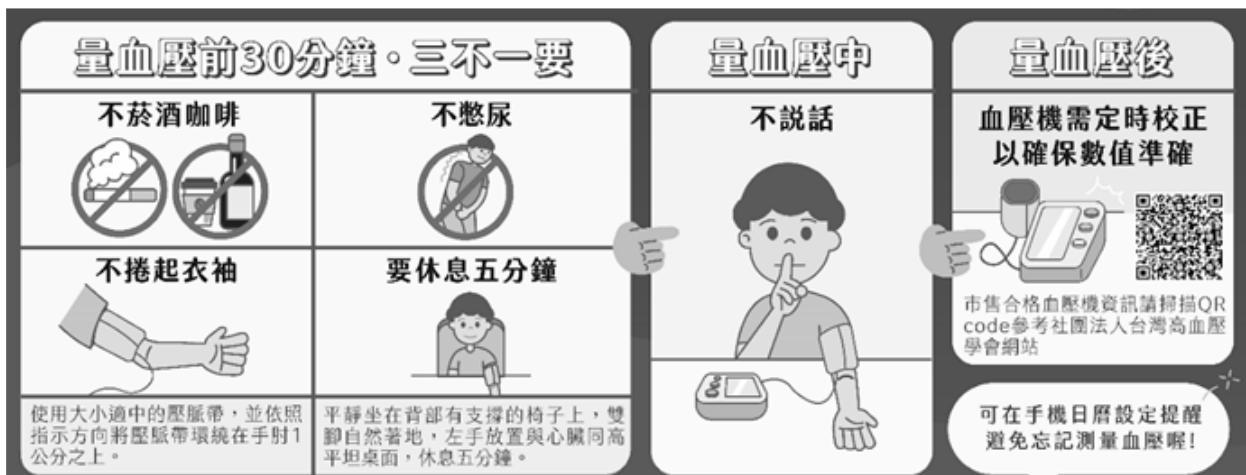 量血壓前30分鐘·三不一要
不菸酒咖啡
不憋尿
不捲起衣袖
使用大小適中的壓脈帶，並依照
指示方向將壓脈帶環繞在手肘1
公分之上。
要休息五分鐘
平靜坐在背部有支撐的椅子上，雙
腳自然著地，左手放置與心臟同高
平坦桌面，休息五分鐘。
量血壓中
不説話
量血壓後
血壓機需定時校正
以確保數值準確
市售合格血壓機資訊請掃描QR
code參考社團法人台灣高血壓
學會網站
可在手機日曆設定提醒
避免忘記測量血壓喔!